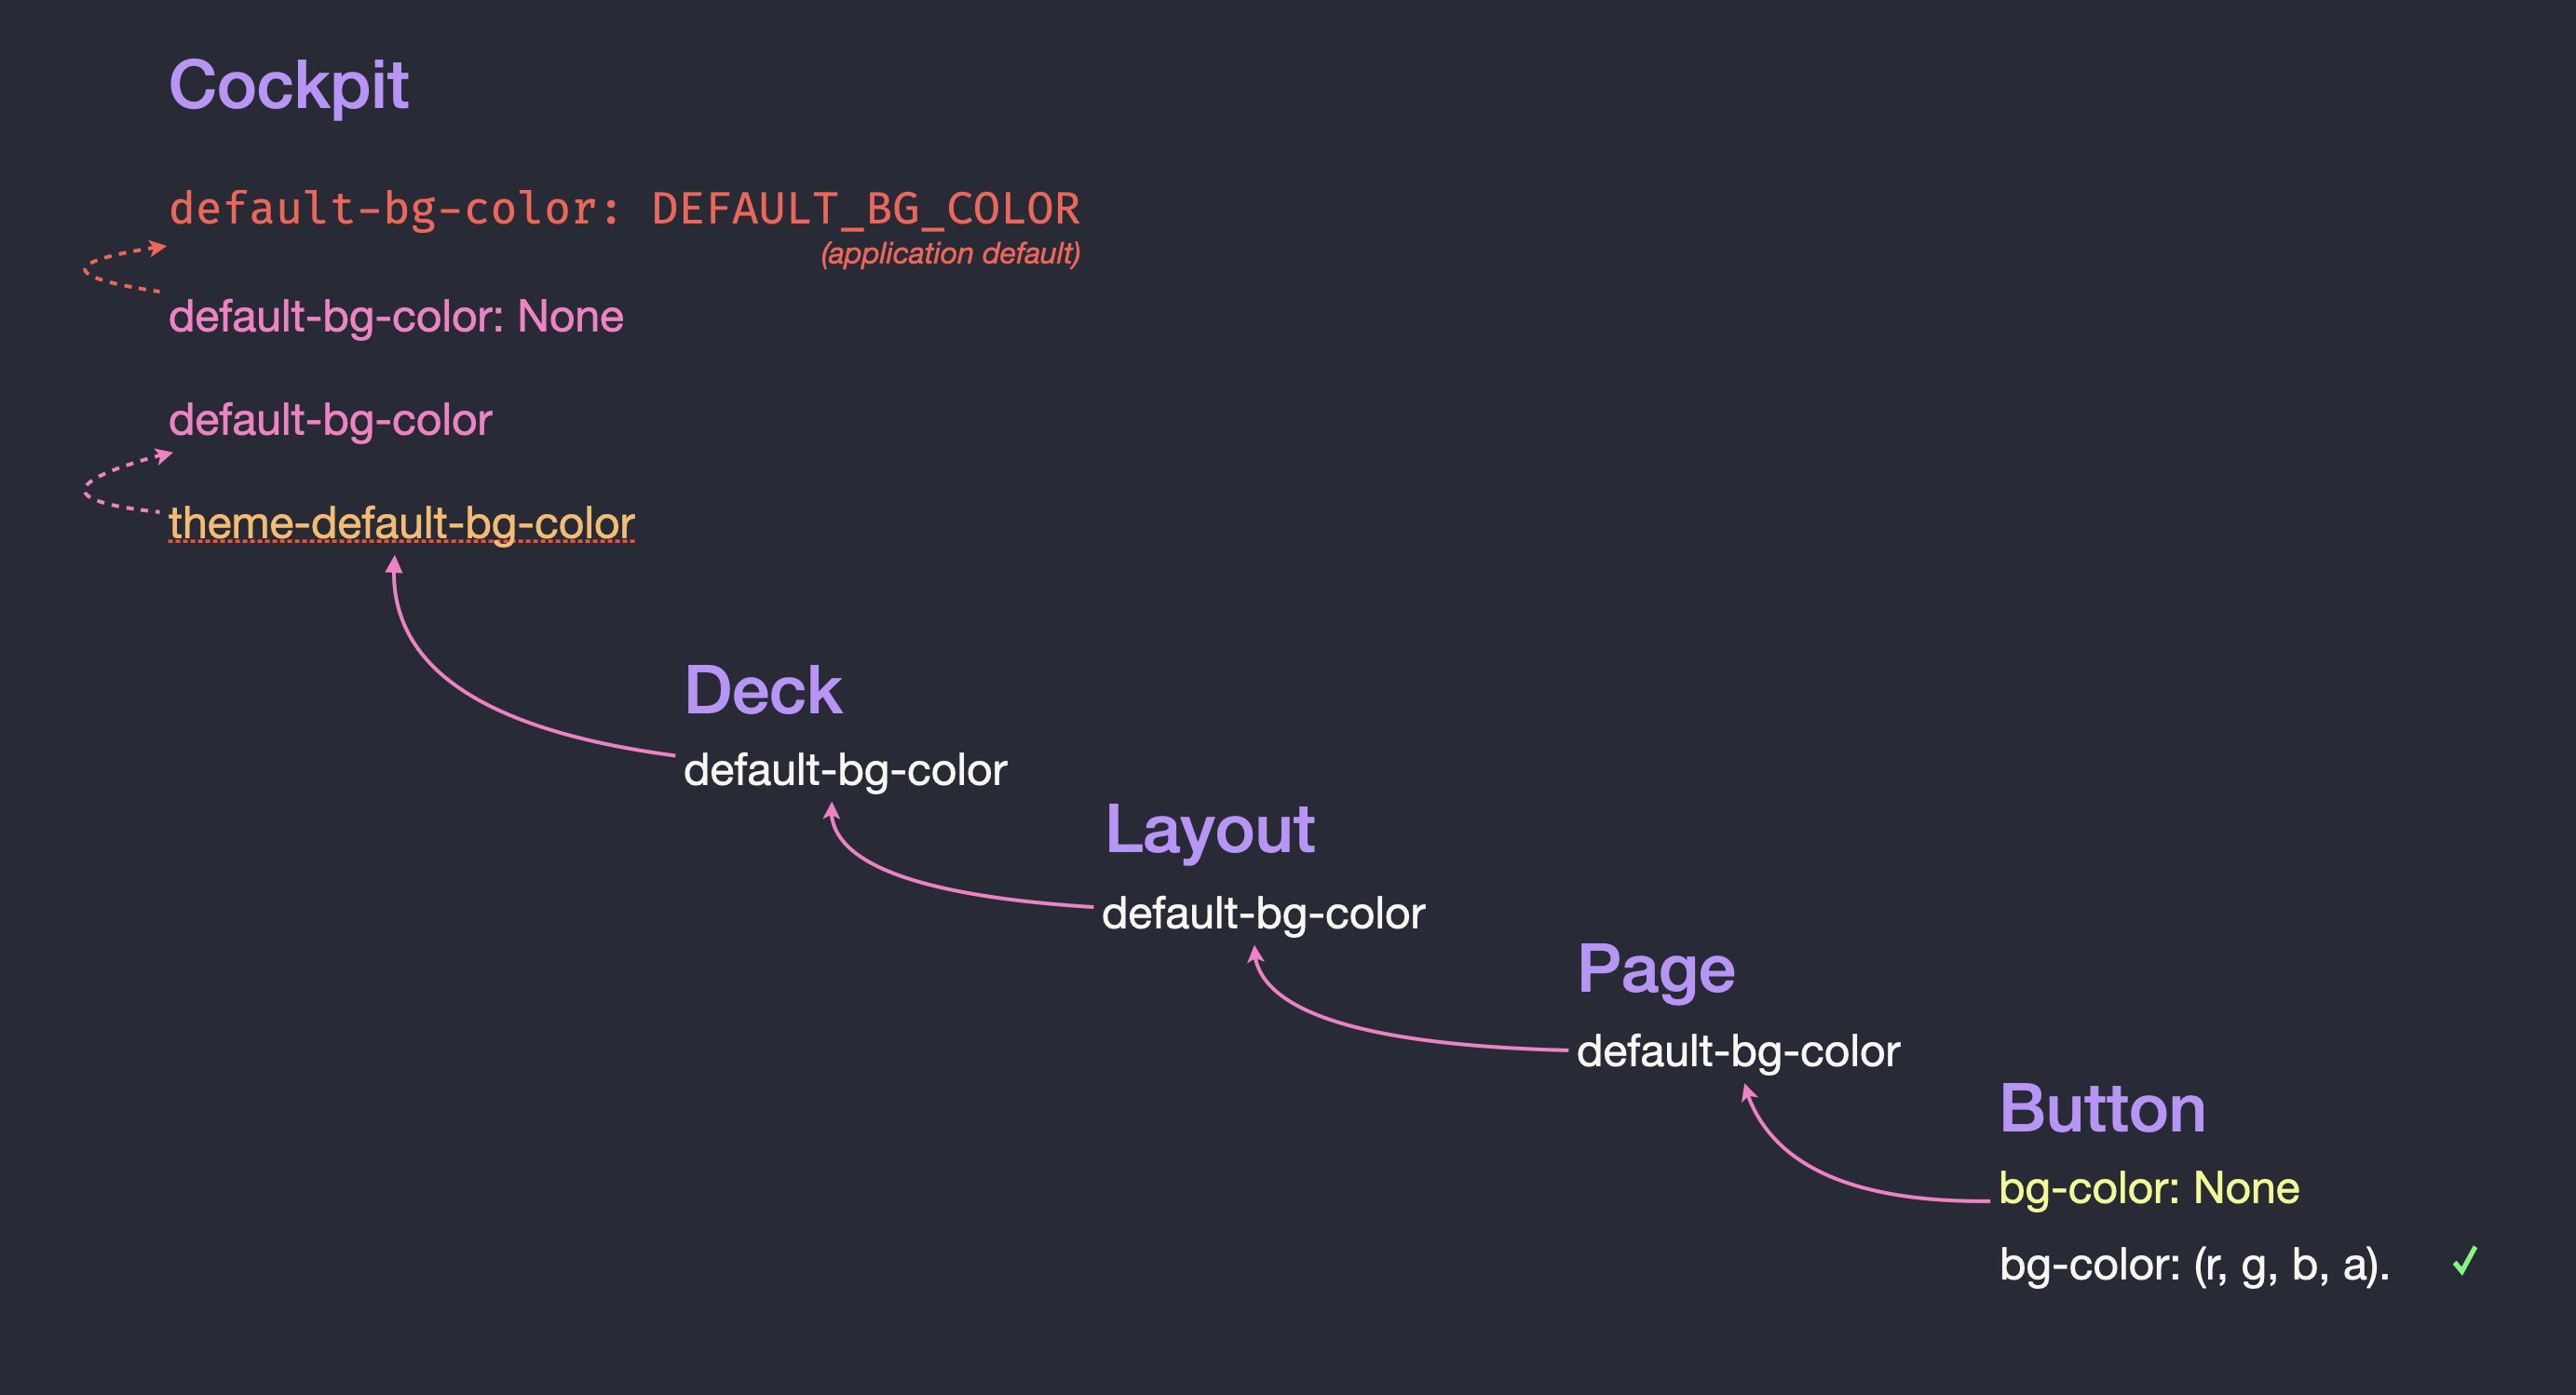 Cockpit
default-bg-color: DEFAULT_BG_COLOR
(application default)
default-bg-color: None
default-bg-color
theme-default-bg-color
Deck
default-bg-color
Layout
default-bg-color
Page
default-bg-color
Button
bg-color: None
bg-color: (r, g, b, a). ✓